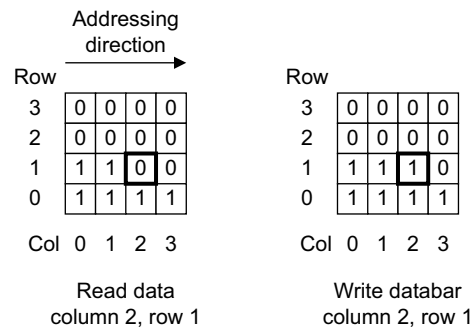 Addressing
direction
Row Row
3 0 0 0 0 3 0 0 0 0
2 0 0 0 0 2 0 0 0 0
1 1 1 0 0 1 1 1 1 0
0 1 1 1 1 0 1 1 1 1
Col 0 1 2 3 Col 0 1 2 3
Read data Write databar
column 2, row 1 column 2, row 1